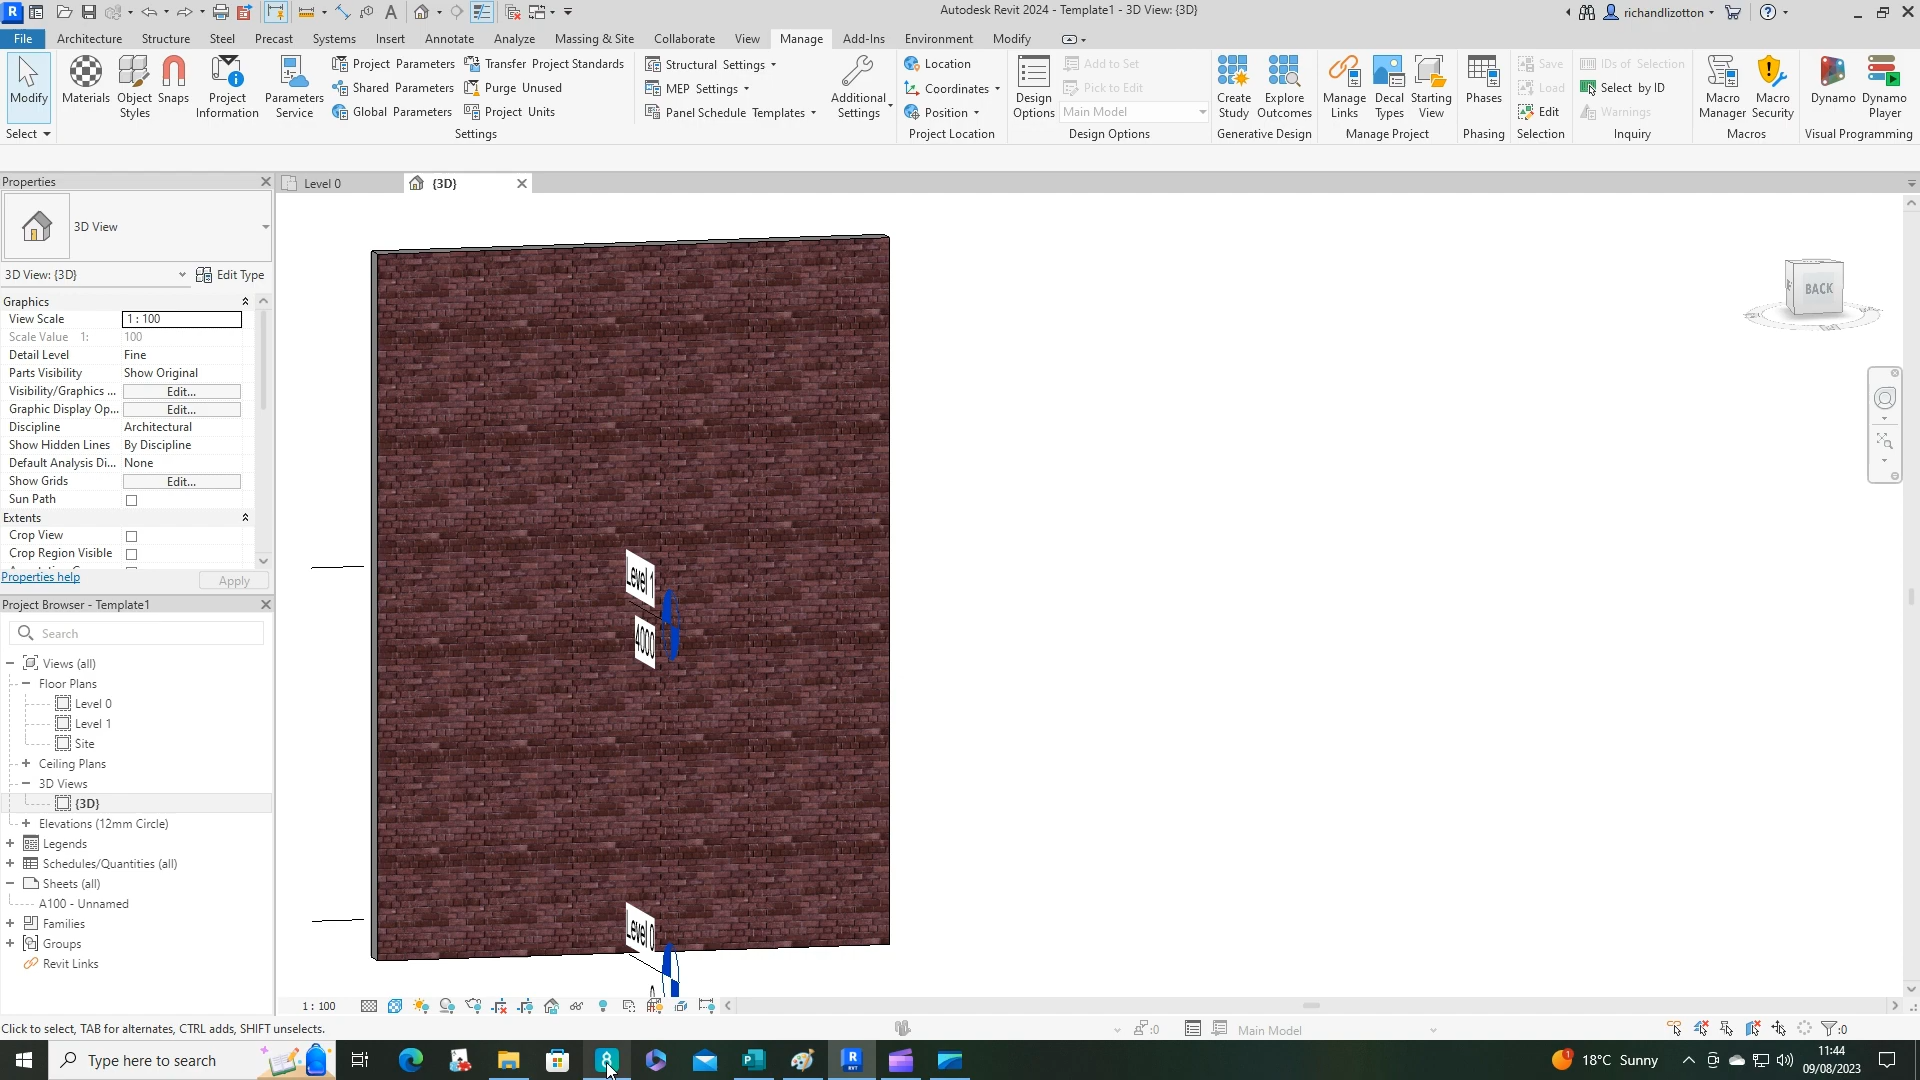 Autodesk Revit 2024 - Template1 - 3D View: {3D}
richandlizotton
File Architecture Structure Steel Precast Systems Insert Annotate Analyze Massing & Site Collaborate View Manage Add-Ins Environment Modify
Modify
Select
Materials
Object Styles
Snaps
Project Information
Parameters Service
Project Parameters
Shared Parameters
Global Parameters
Transfer Project Standards
Purge Unused
Project Units
Settings
Structural Settings
MEP Settings
Panel Schedule Templates
Additional Settings
Location
Coordinates
Position
Project Location
Design Options
Add to Set
Pick to Edit
Main Model
Design Options
Create Study
Explore Outcomes
Generative Design
Manage Links
Decal Types
Starting View
Manage Project
Phases
Phasing
Save
Load
Edit
Selection
IDs of Selection
Select by ID
Warnings
Inquiry
Macro Manager
Macro Security
Macros
Dynamo
Dynamo Player
Visual Programming
Properties
3D View
3D View: {3D}
Edit Type
Graphics
View Scale 1 : 100
Scale Value 1: 100
Detail Level Fine
Parts Visibility Show Original
Visibility/Graphics ... Edit...
Graphic Display Op... Edit...
Discipline Architectural
Show Hidden Lines By Discipline
Default Analysis Di... None
Show Grids Edit...
Sun Path
Extents
Crop View
Crop Region Visible
Properties help
Apply
Project Browser - Template1
Search
Views (all)
Floor Plans
Level 0
Level 1
Site
Ceiling Plans
3D Views
{3D}
Elevations (12mm Circle)
Legends
Schedules/Quantities (all)
Sheets (all)
A100 - Unnamed
Families
Groups
Revit Links
Level 0
{3D}
BACK
Level 1
4000
Level 0
1 : 100
Click to select, TAB for alternates, CTRL adds, SHIFT unselects.
:0
Main Model
:0
Type here to search
18°C Sunny
11:44
09/08/2023